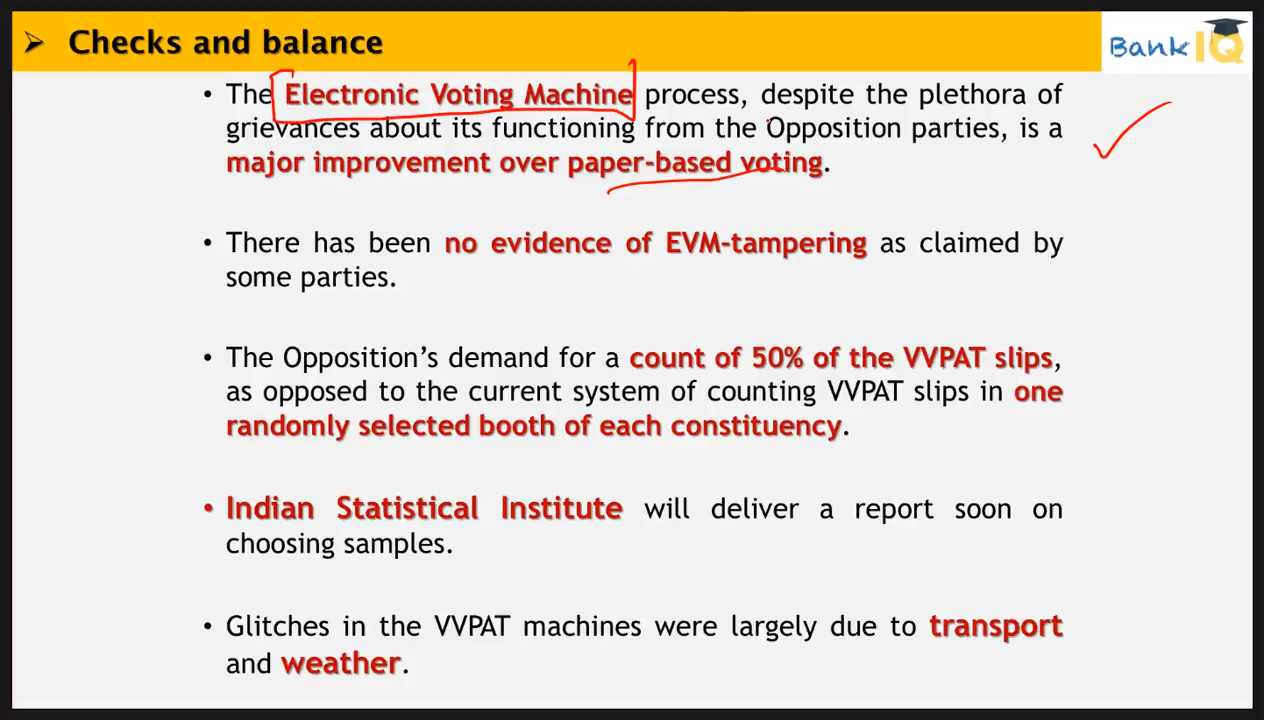 ➤ Checks and balance
Bank IQ
• The Electronic Voting Machine process, despite the plethora of
grievances about its functioning from the Opposition parties, is a
major improvement over paper-based voting.
• There has been no evidence of EVM-tampering as claimed by
some parties.
• The Opposition’s demand for a count of 50% of the VVPAT slips,
as opposed to the current system of counting VVPAT slips in one
randomly selected booth of each constituency.
• Indian Statistical Institute will deliver a report soon on
choosing samples.
• Glitches in the VVPAT machines were largely due to transport
and weather.